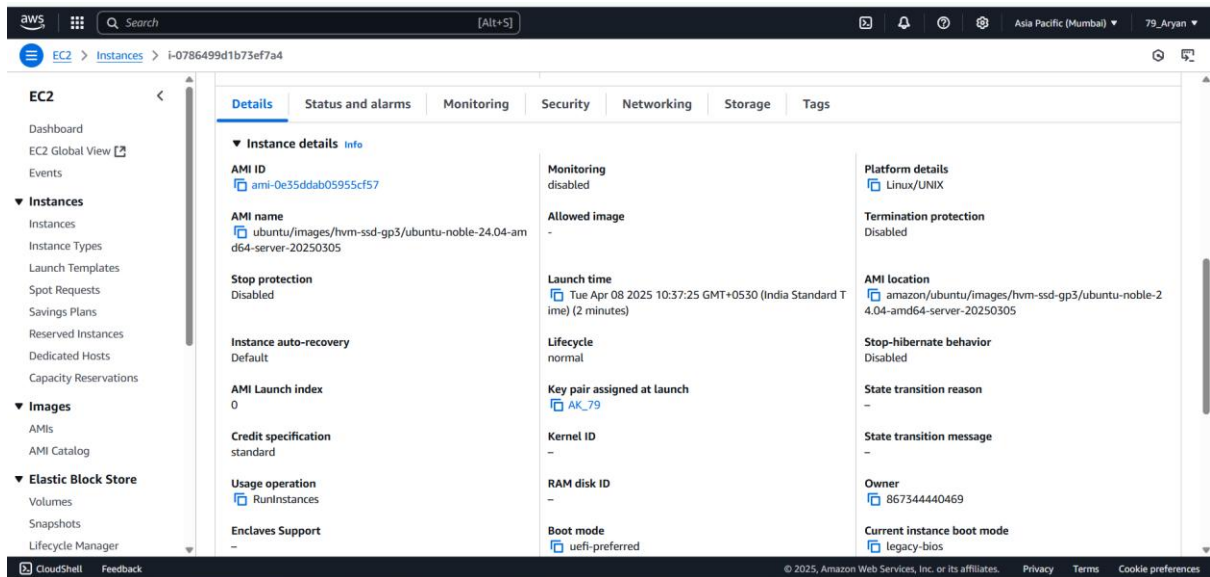 aws
Search
[Alt+S]
Asia Pacific (Mumbai)
79_Aryan
EC2 > Instances > i-0786499d1b73ef7a4
EC2
Dashboard
EC2 Global View
Events
Instances
Instances
Instance Types
Launch Templates
Spot Requests
Savings Plans
Reserved Instances
Dedicated Hosts
Capacity Reservations
Images
AMIs
AMI Catalog
Elastic Block Store
Volumes
Snapshots
Lifecycle Manager
Details
Status and alarms
Monitoring
Security
Networking
Storage
Tags
Instance details Info
AMI ID
ami-0e35ddab05955cf57
Monitoring
disabled
Platform details
Linux/UNIX
AMI name
ubuntu/images/hvm-ssd-gp3/ubuntu-noble-24.04-am
d64-server-20250305
Allowed image
-
Termination protection
Disabled
Stop protection
Disabled
Launch time
Tue Apr 08 2025 10:37:25 GMT+0530 (India Standard T
ime) (2 minutes)
AMI location
amazon/ubuntu/images/hvm-ssd-gp3/ubuntu-noble-2
4.04-amd64-server-20250305
Instance auto-recovery
Default
Lifecycle
normal
Stop-hibernate behavior
Disabled
AMI Launch index
0
Key pair assigned at launch
AK_79
State transition reason
–
Credit specification
standard
Kernel ID
–
State transition message
–
Usage operation
RunInstances
RAM disk ID
–
Owner
867344440469
Enclaves Support
–
Boot mode
uefi-preferred
Current instance boot mode
legacy-bios
CloudShell
Feedback
© 2025, Amazon Web Services, Inc. or its affiliates.
Privacy
Terms
Cookie preferences